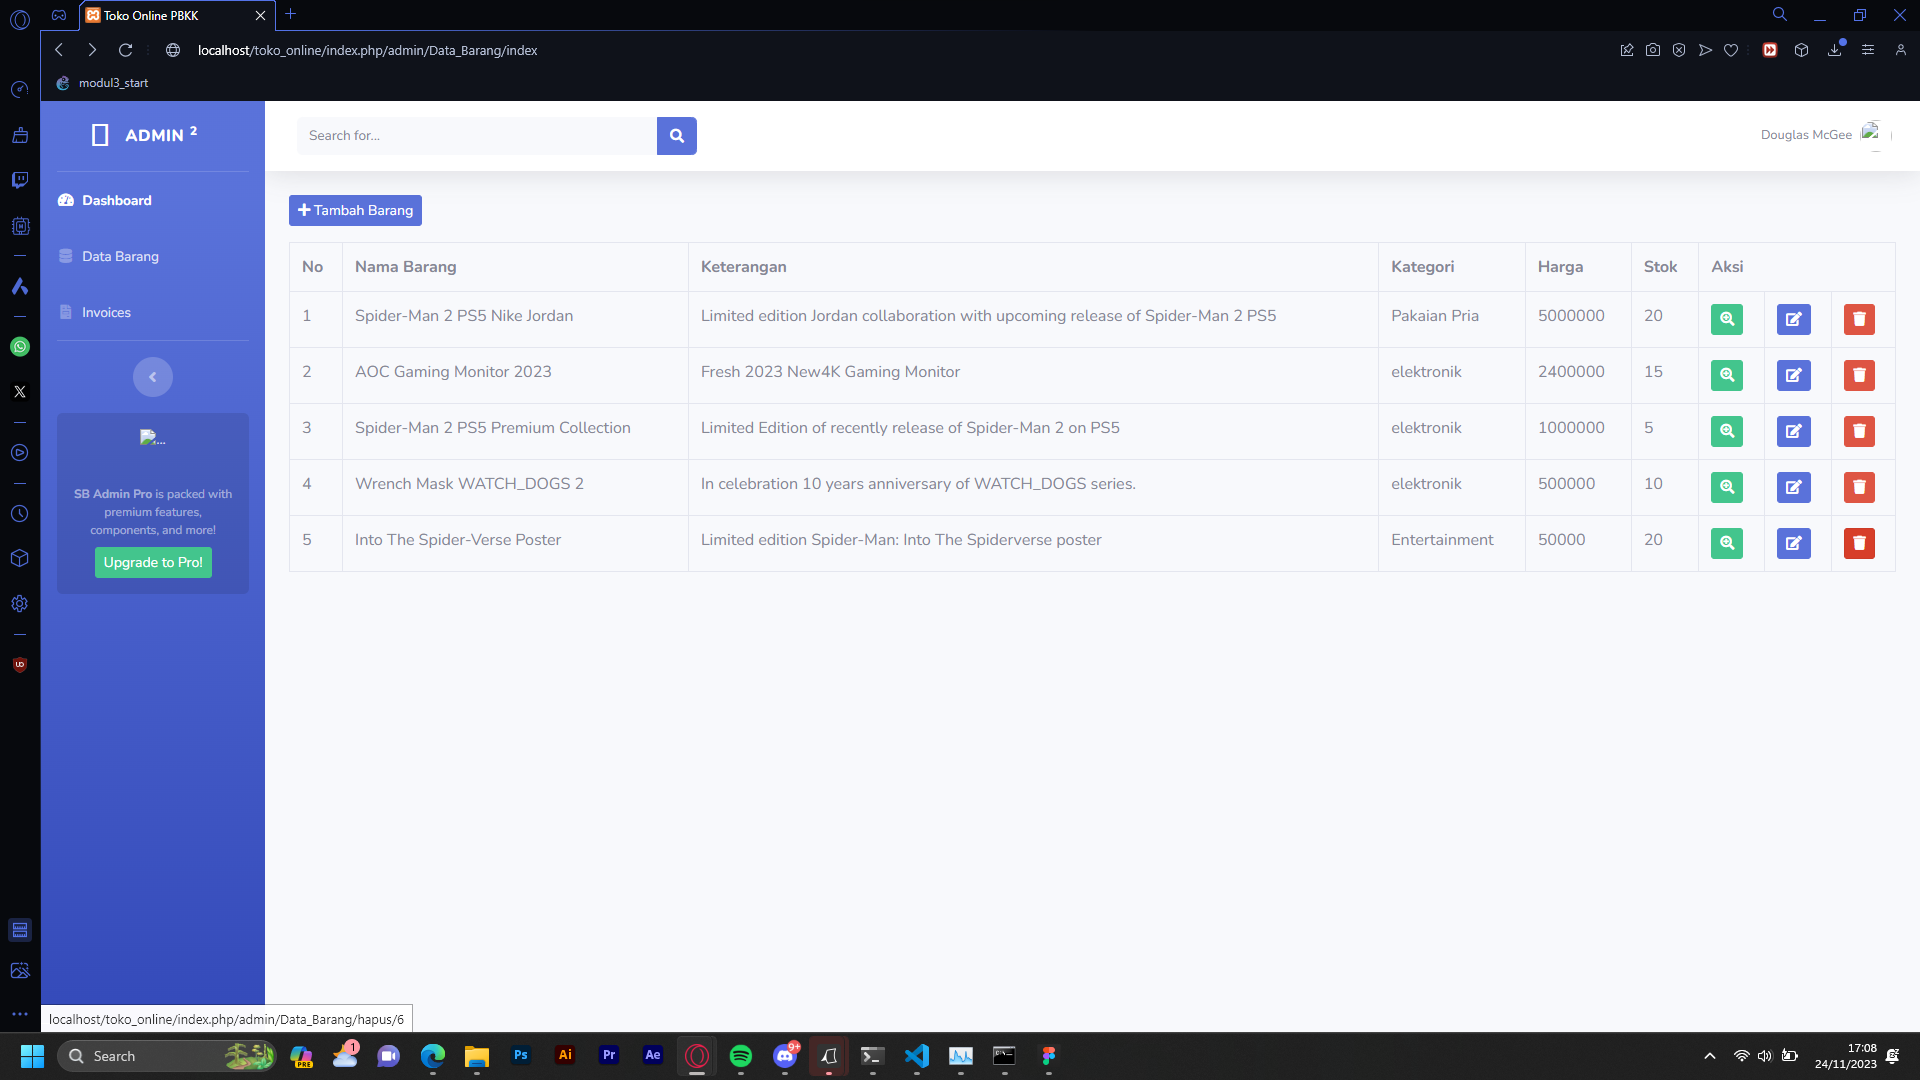 Toko Online PBKK
localhost/toko_online/index.php/admin/Data_Barang/index
modul3_start
ADMIN 2
Search for...
Douglas McGee
Dashboard
Tambah Barang
Data Barang
Invoices
No Nama Barang Keterangan Kategori Harga Stok Aksi
1 Spider-Man 2 PS5 Nike Jordan Limited edition Jordan collaboration with upcoming release of Spider-Man 2 PS5 Pakaian Pria 5000000 20
2 AOC Gaming Monitor 2023 Fresh 2023 New4K Gaming Monitor elektronik 2400000 15
3 Spider-Man 2 PS5 Premium Collection Limited Edition of recently release of Spider-Man 2 on PS5 elektronik 1000000 5
4 Wrench Mask WATCH_DOGS 2 In celebration 10 years anniversary of WATCH_DOGS series. elektronik 500000 10
5 Into The Spider-Verse Poster Limited edition Spider-Man: Into The Spiderverse poster Entertainment 50000 20
...
SB Admin Pro is packed with
premium features,
components, and more!
Upgrade to Pro!
localhost/toko_online/index.php/admin/Data_Barang/hapus/6
Search
PRE
1
Ps
Ai
Pr
Ae
9+
17:08
24/11/2023